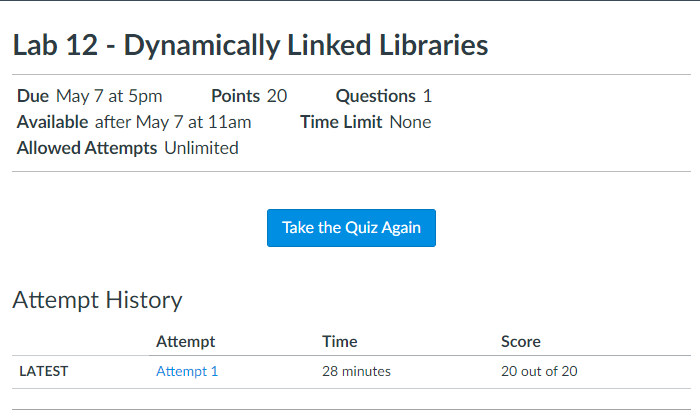 Lab 12 - Dynamically Linked Libraries
Due May 7 at 5pm Points 20 Questions 1
Available after May 7 at 11am Time Limit None
Allowed Attempts Unlimited
Take the Quiz Again
Attempt History
Attempt Time Score
LATEST Attempt 1 28 minutes 20 out of 20